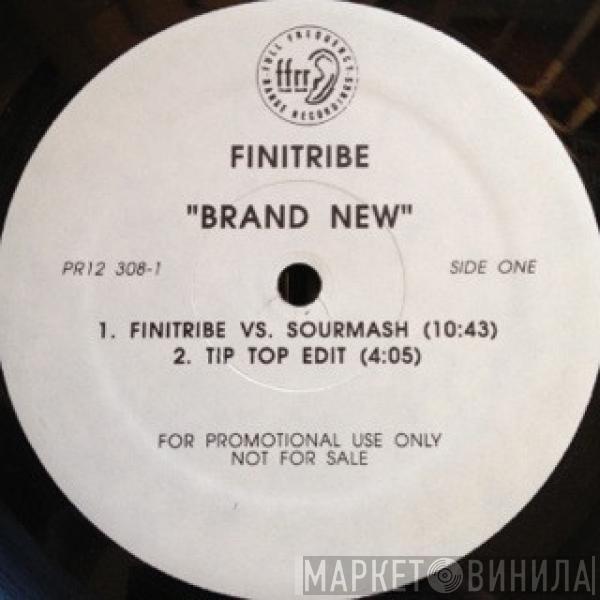 FULL FREQUENCY
ffrr
RANGE RECORDINGS
FINITRIBE
"BRAND NEW"
PR12 308-1
SIDE ONE
1. FINITRIBE VS. SOURMASH (10:43)
2. TIP TOP EDIT (4:05)
FOR PROMOTIONAL USE ONLY
NOT FOR SALE
МАРКЕТ ВИНИЛА